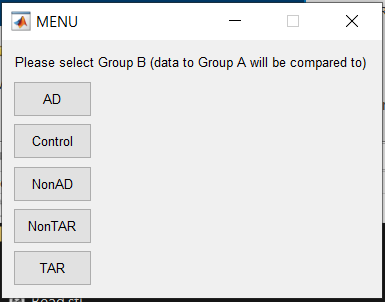 MENU
Please select Group B (data to Group A will be compared to)
AD
Control
NonAD
NonTAR
TAR